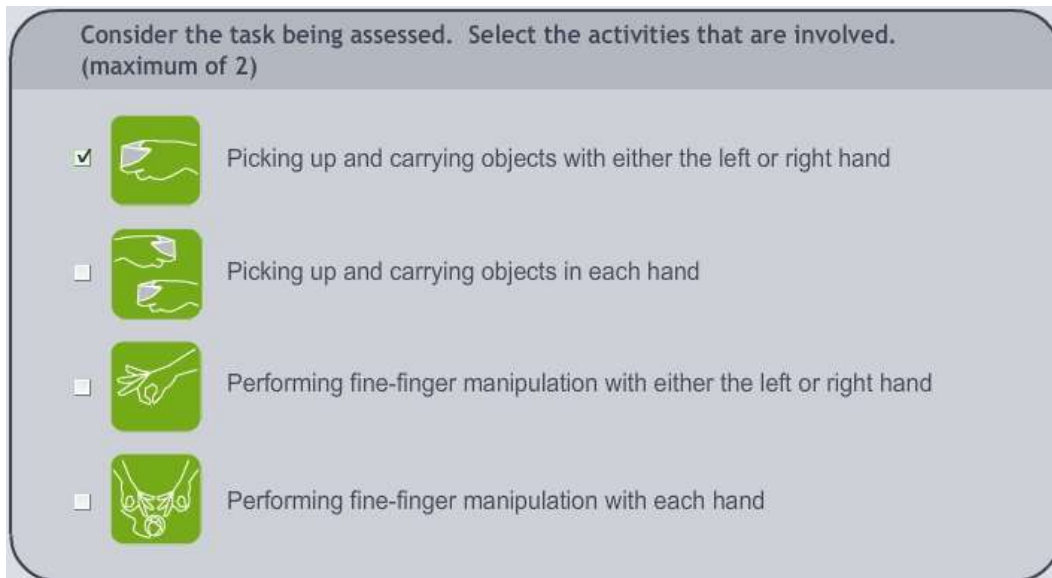 Consider the task being assessed. Select the activities that are involved.
(maximum of 2)
Picking up and carrying objects with either the left or right hand
Picking up and carrying objects in each hand
Performing fine-finger manipulation with either the left or right hand
Performing fine-finger manipulation with each hand